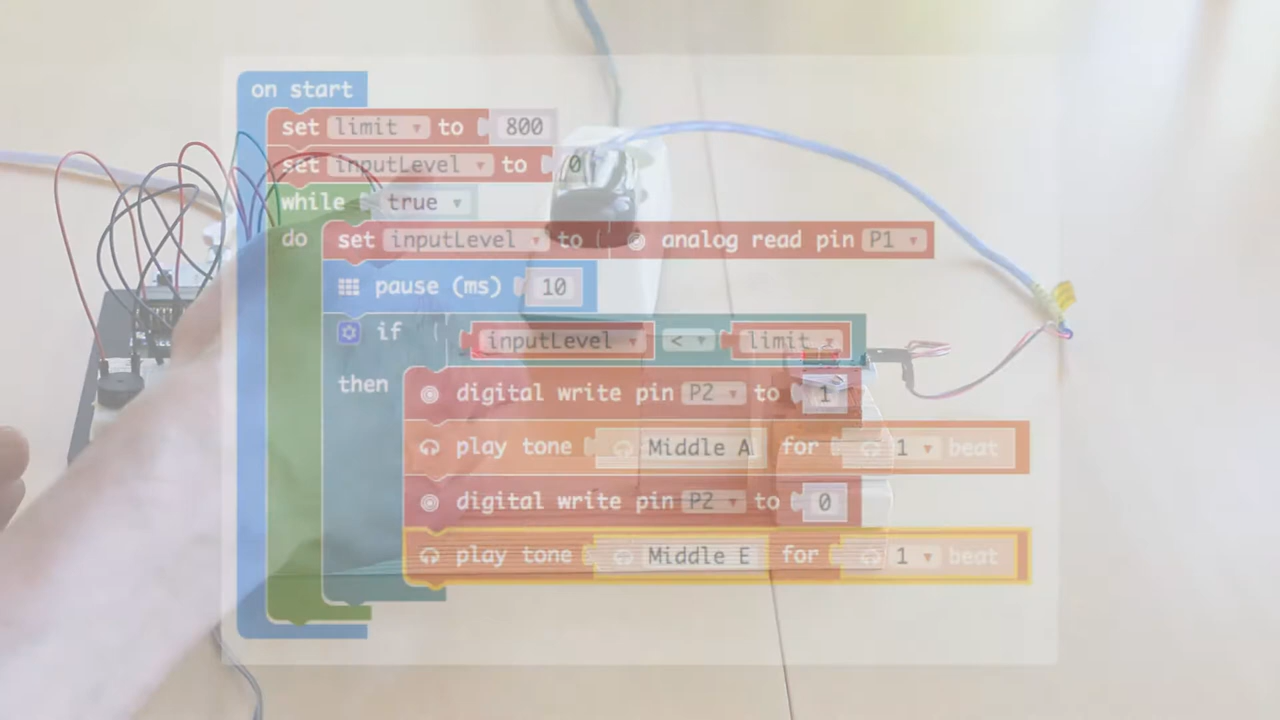 on start
set limit to 800
set inputLevel to 0
while true
do set inputLevel to analog read pin P1
pause (ms) 10
if inputLevel < limit
then digital write pin P2 to 1
play tone Middle A for 1 beat
digital write pin P2 to 0
play tone Middle E for 1 beat